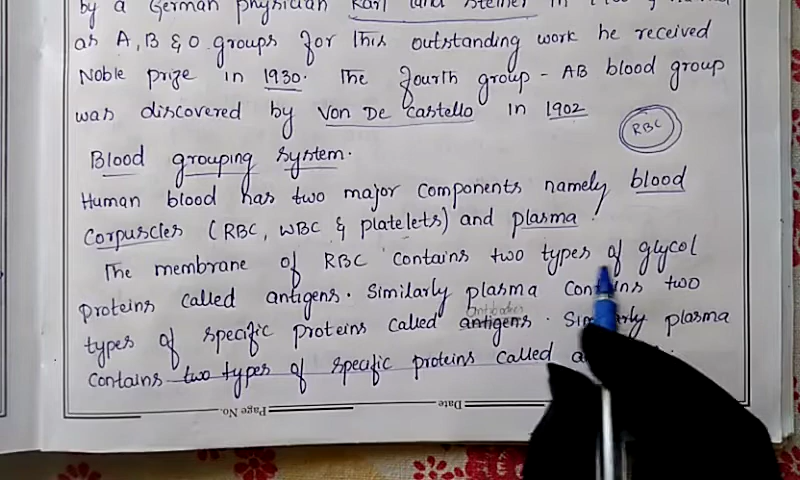 by a German physician Karl Land Steiner in
as A, B & O groups for this outstanding work he received
Noble prize in 1930. The fourth group - AB blood group
was discovered by Von De Castello in 1902
RBC
Blood grouping system.
Human blood has two major components namely blood
Corpuscles (RBC, WBC & platelets) and plasma.
The membrane of RBC contains two types of glycol
proteins called antigens. Similarly plasma contains two
antibodies
types of specific proteins called antigens. Similarly plasma
contains two types of specific proteins called
Page No. Date